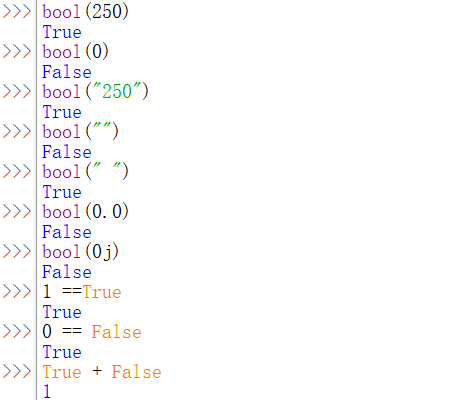 >>> bool(250)
True
>>> bool(0)
False
>>> bool("250")
True
>>> bool("")
False
>>> bool(" ")
True
>>> bool(0.0)
False
>>> bool(0j)
False
>>> 1 ==True
True
>>> 0 == False
True
>>> True + False
1